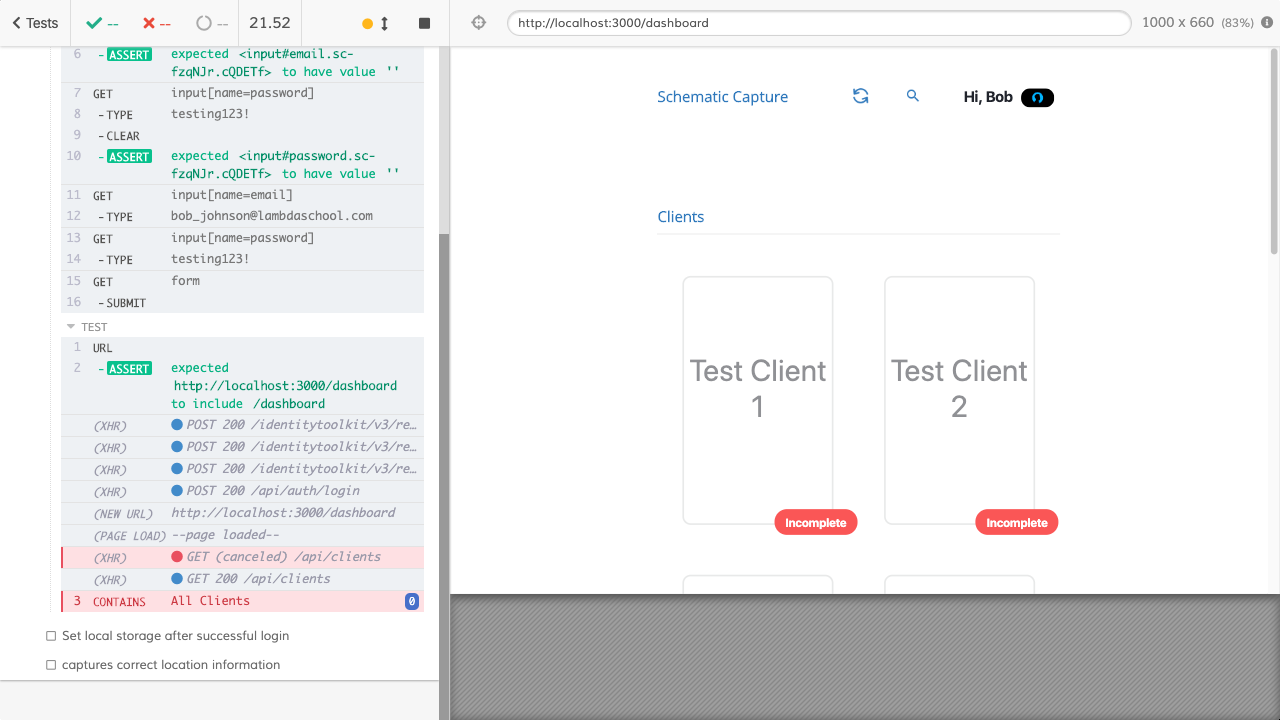 Tests
--
--
--
21.52
6 -ASSERT expected <input#email.sc-
fzqNJr.cQDETf> to have value ''
7 GET input[name=password]
8 -TYPE testing123!
9 -CLEAR
10 -ASSERT expected <input#password.sc-
fzqNJr.cQDETf> to have value ''
11 GET input[name=email]
12 -TYPE bob_johnson@lambdaschool.com
13 GET input[name=password]
14 -TYPE testing123!
15 GET form
16 -SUBMIT
TEST
1 URL
2 -ASSERT expected
http://localhost:3000/dashboard
to include /dashboard
(XHR) POST 200 /identitytoolkit/v3/re…
(XHR) POST 200 /identitytoolkit/v3/re…
(XHR) POST 200 /identitytoolkit/v3/re…
(XHR) POST 200 /api/auth/login
(NEW URL) http://localhost:3000/dashboard
(PAGE LOAD) --page loaded--
(XHR) GET (canceled) /api/clients
(XHR) GET 200 /api/clients
3 CONTAINS All Clients 0
Set local storage after successful login
captures correct location information
http://localhost:3000/dashboard
1000 x 660 (83%)
Schematic Capture
Hi, Bob
Clients
Test Client
1
Incomplete
Test Client
2
Incomplete